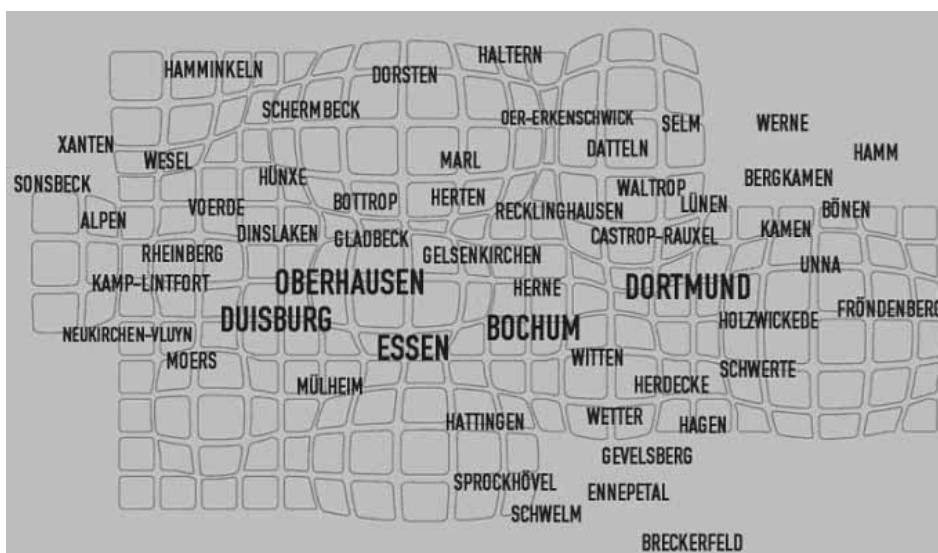 HALTERN
HAMMINKELN
DORSTEN
SCHERMBECK
OER-ERKENSCHWICK
SELM
WERNE
XANTEN
DATTELN
HAMM
WESEL
MARL
HÜNXE
BERGKAMEN
SONSBECK
WALTROP
BOTTROP
HERTEN
LÜNEN
VOERDE
RECKLINGHAUSEN
BÖNEN
ALPEN
KAMEN
DINSLAKEN
GLADBECK
CASTROP-RAUXEL
RHEINBERG
GELSENKIRCHEN
UNNA
KAMP-LINTFORT
OBERHAUSEN
HERNE
DORTMUND
FRÖNDENBERG
DUISBURG
HOLZWICKEDE
NEUKIRCHEN-VLUYN
BOCHUM
ESSEN
MOERS
WITTEN
SCHWERTE
MÜLHEIM
HERDECKE
HATTINGEN
WETTER
HAGEN
GEVELSBERG
SPROCKHÖVEL
ENNEPETAL
SCHWELM
BRECKERFELD